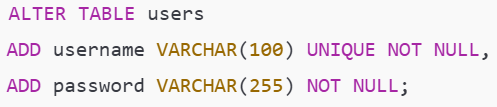 ALTER TABLE users
ADD username VARCHAR(100) UNIQUE NOT NULL,
ADD password VARCHAR(255) NOT NULL;